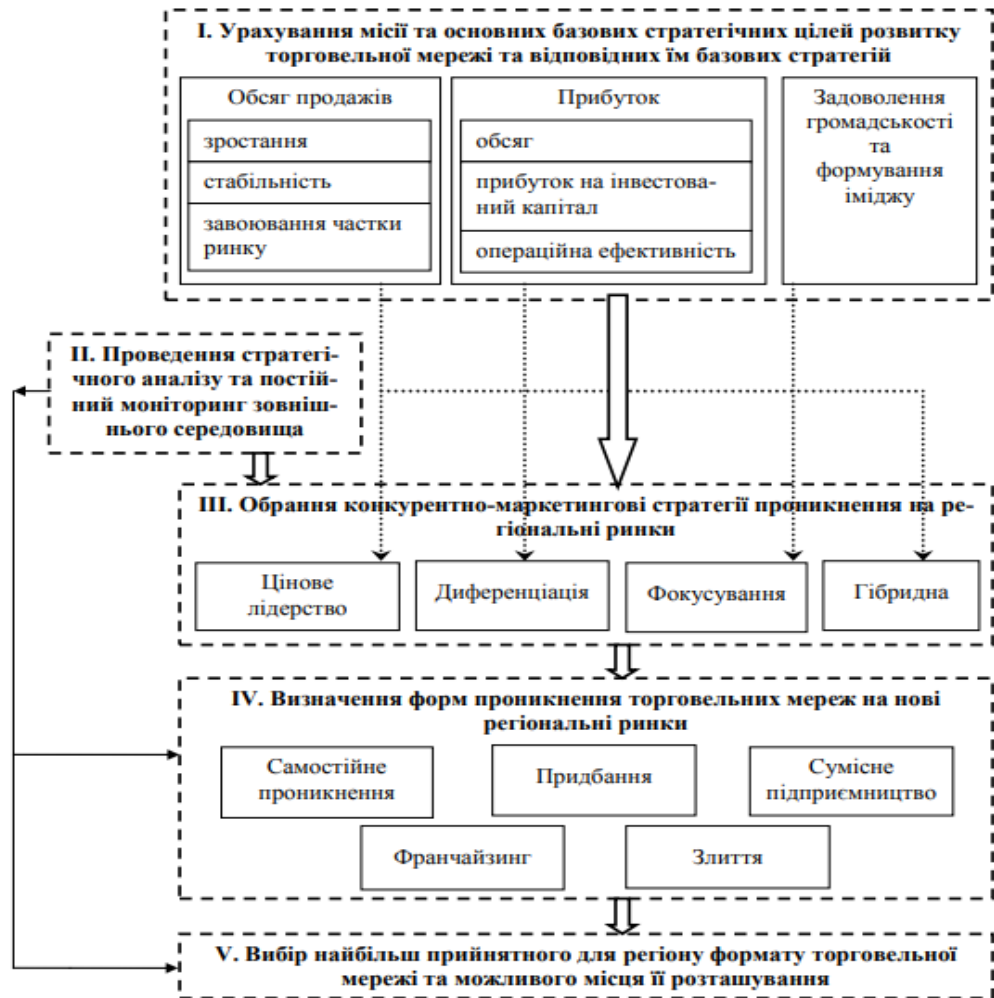 I. Урахування місії та основних базових стратегічних цілей розвитку
торговельної мережі та відповідних їм базових стратегій
Обсяг продажів
зростання
стабільність
завоювання частки
ринку
Прибуток
обсяг
прибуток на інвестова-
ний капітал
операційна ефективність
Задоволення
громадськості
та
формування
іміджу
II. Проведення стратегі-
чного аналізу та постій-
ний моніторинг зовніш-
нього середовища
III. Обрання конкурентно-маркетингові стратегії проникнення на ре-
гіональні ринки
Цінове
лідерство
Диференціація
Фокусування
Гібридна
IV. Визначення форм проникнення торговельних мереж на нові
регіональні ринки
Самостійне
проникнення
Придбання
Сумісне
підприємництво
Франчайзинг
Злиття
V. Вибір найбільш прийнятного для регіону формату торговельної
мережі та можливого місця її розташування